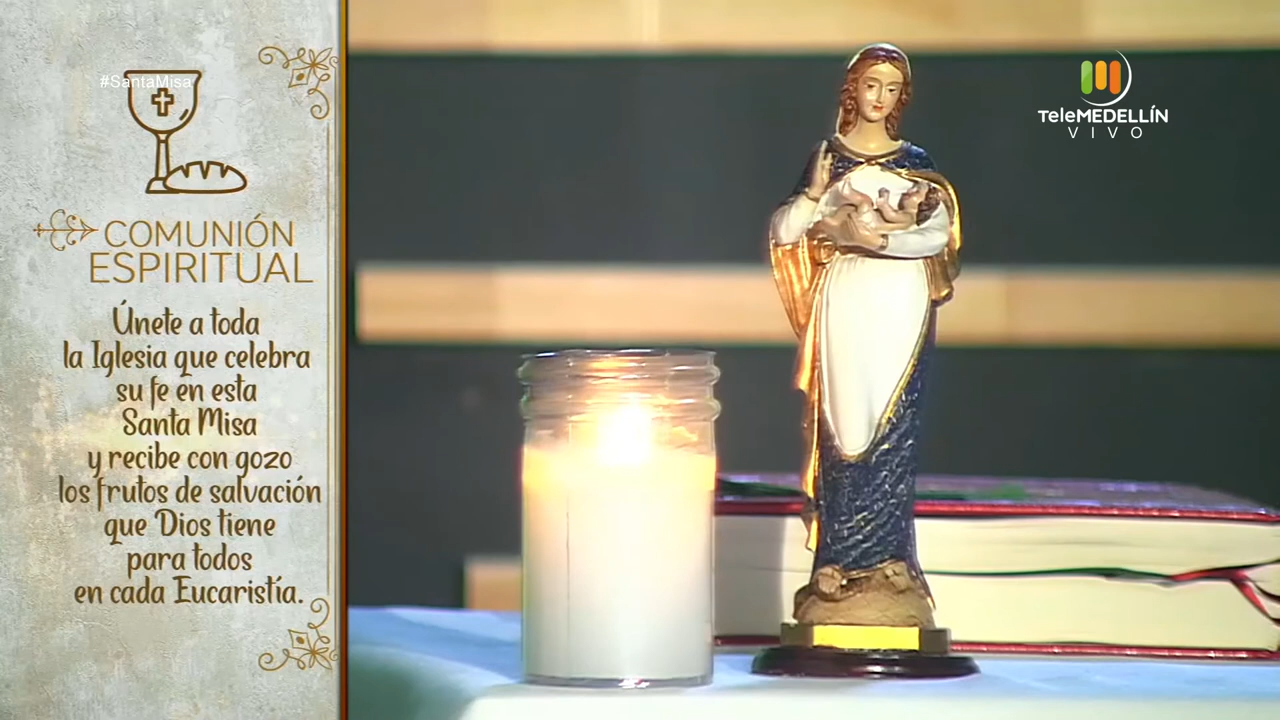 #SantaMisa
COMUNIÓN
ESPIRITUAL
Únete a toda
la Iglesia que celebra
su fe en esta
Santa Misa
y recibe con gozo
los frutos de salvación
que Dios tiene
para todos
en cada Eucaristía.
TeleMEDELLÍN
VIVO